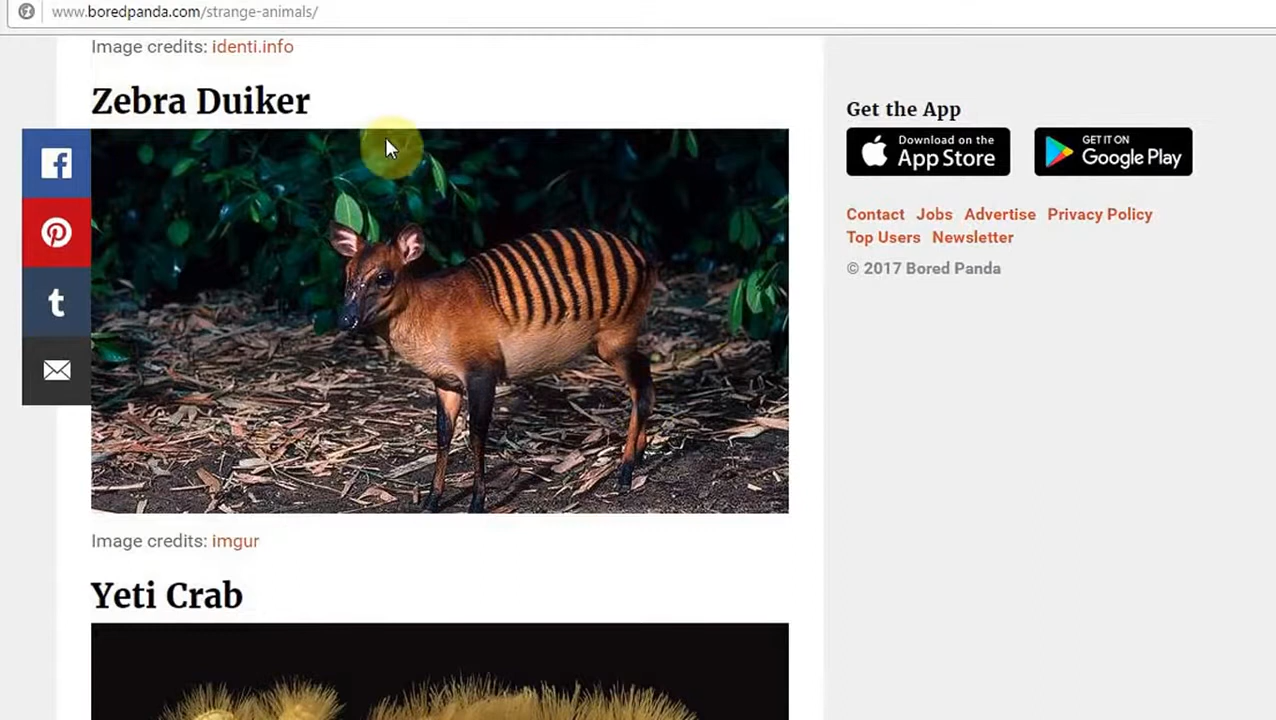 www.boredpanda.com/strange-animals/
Image credits: identi.info
Zebra Duiker
Image credits: imgur
Yeti Crab
Get the App
Download on the
App Store
GET IT ON
Google Play
Contact Jobs Advertise Privacy Policy
Top Users Newsletter
© 2017 Bored Panda